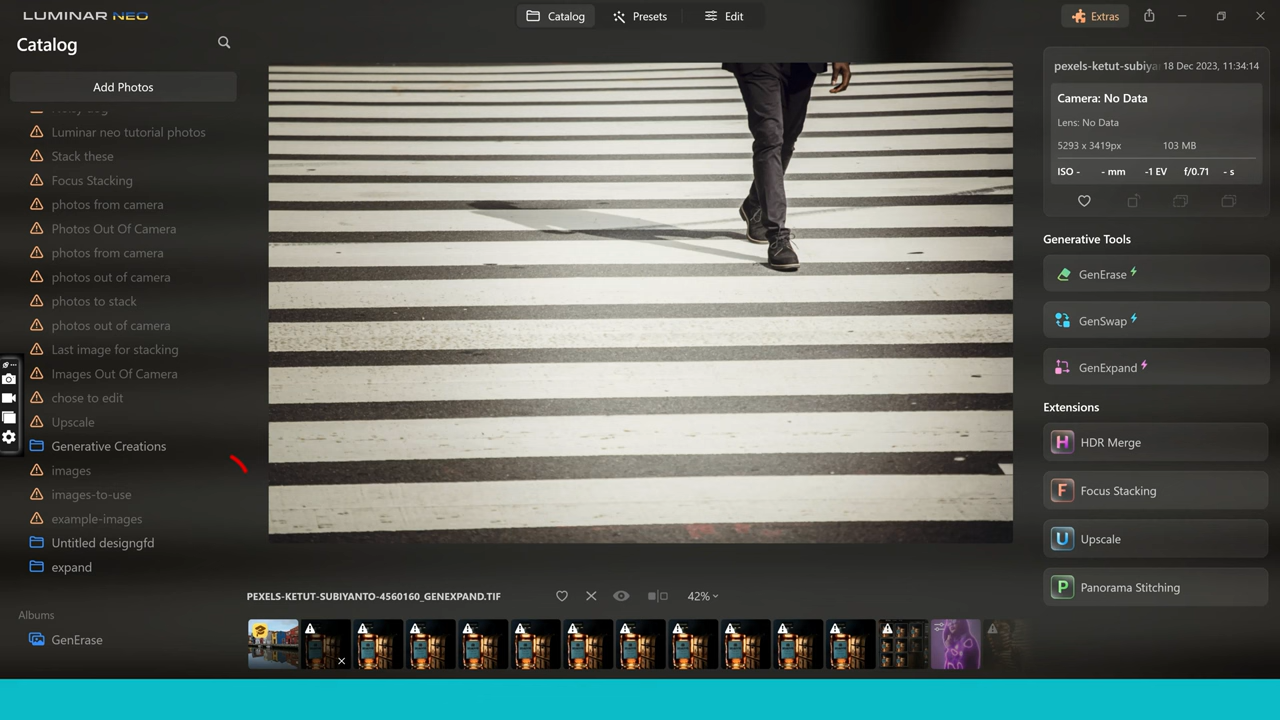 LUMINAR NEO
Catalog
Presets
Edit
Extras
Catalog
Add Photos
Luminar neo tutorial photos
Stack these
Focus Stacking
photos from camera
Photos Out Of Camera
photos from camera
photos out of camera
photos to stack
photos out of camera
Last image for stacking
Images Out Of Camera
chose to edit
Upscale
Generative Creations
images
images-to-use
example-images
Untitled designgfd
expand
Albums
GenErase
PEXELS-KETUT-SUBIYANTO-4560160_GENEXPAND.TIF
42%
pexels-ketut-subiya 18 Dec 2023, 11:34:14
Camera: No Data
Lens: No Data
5293 x 3419px 103 MB
ISO - - mm -1 EV f/0.71 - s
Generative Tools
GenErase
GenSwap
GenExpand
Extensions
H HDR Merge
F Focus Stacking
U Upscale
P Panorama Stitching